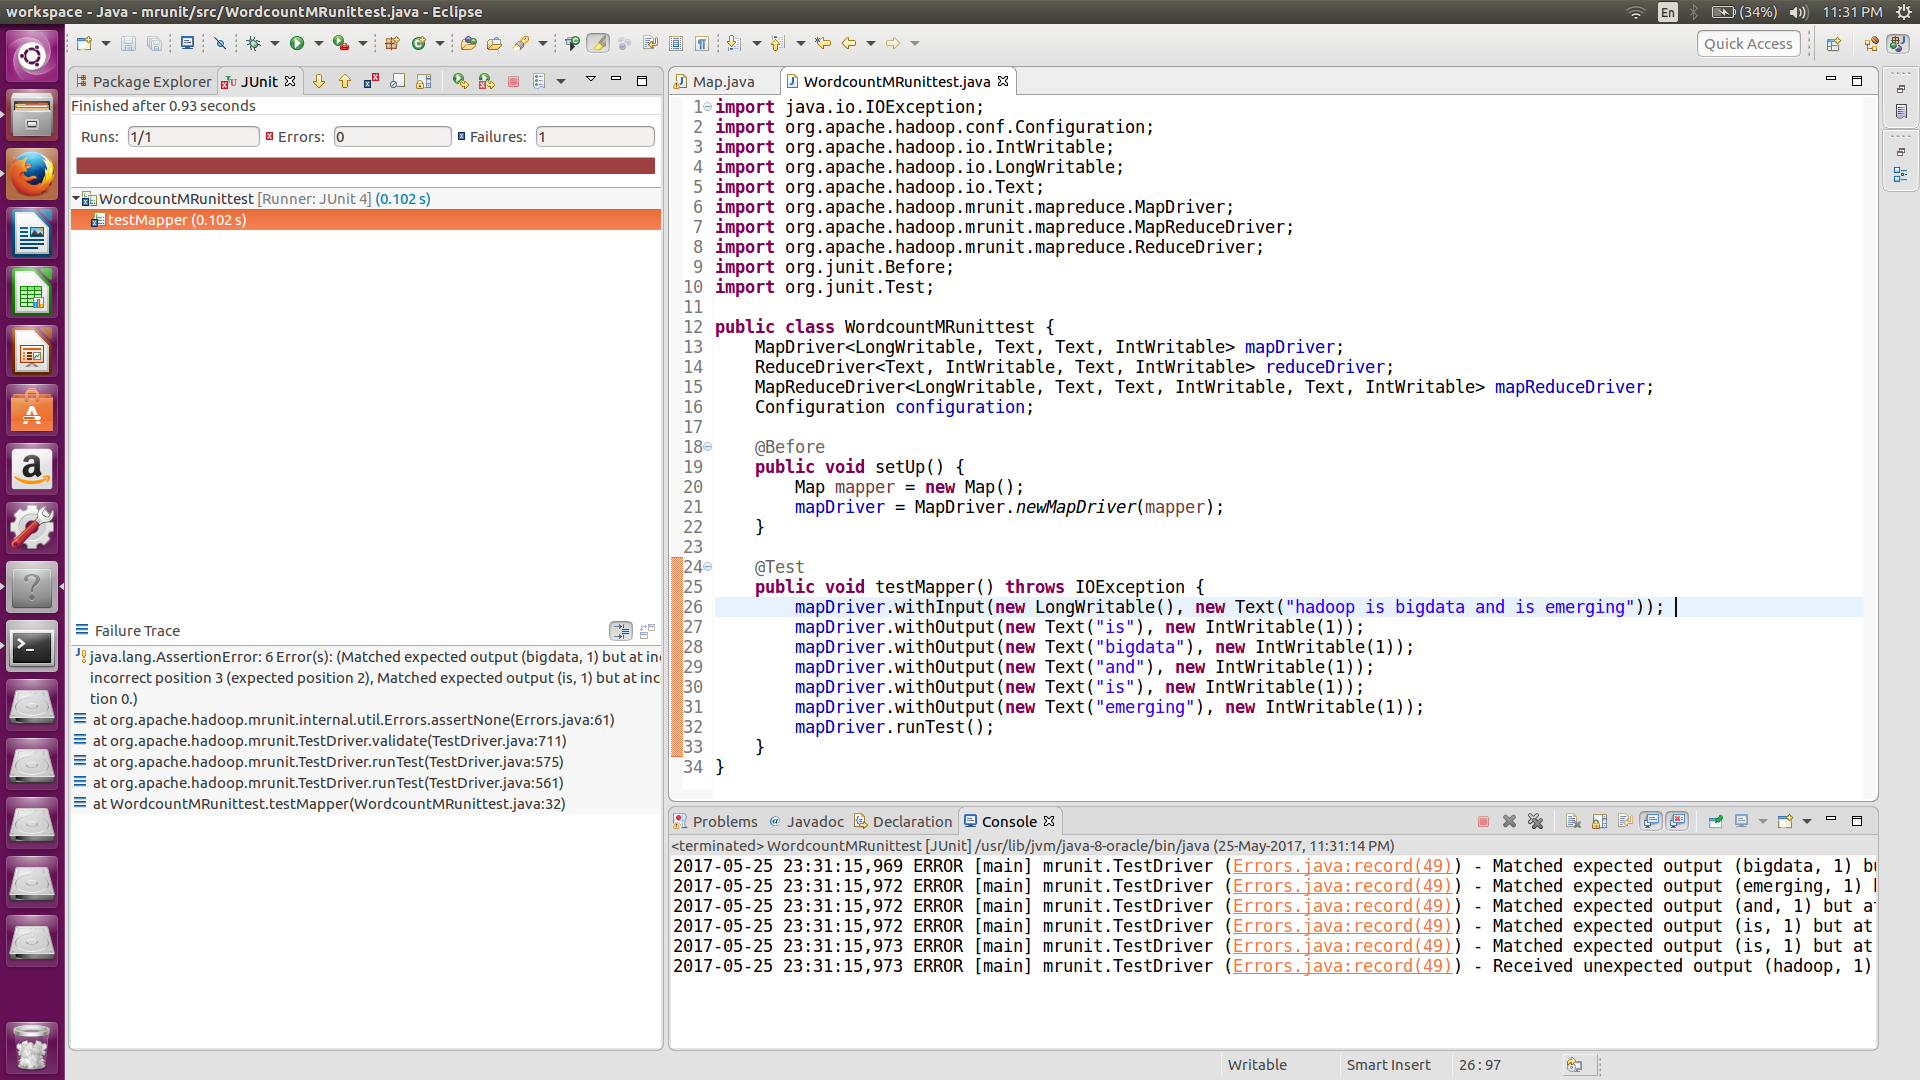 workspace - Java - mrunit/src/WordcountMRunittest.java - Eclipse
En
(34%)
11:31 PM
Quick Access
Package Explorer
JUnit
Finished after 0.93 seconds
Runs: 1/1
Errors: 0
Failures: 1
WordcountMRunittest [Runner: JUnit 4] (0.102 s)
testMapper (0.102 s)
Failure Trace
java.lang.AssertionError: 6 Error(s): (Matched expected output (bigdata, 1) but at in
incorrect position 3 (expected position 2), Matched expected output (is, 1) but at inc
tion 0.)
at org.apache.hadoop.mrunit.internal.util.Errors.assertNone(Errors.java:61)
at org.apache.hadoop.mrunit.TestDriver.validate(TestDriver.java:711)
at org.apache.hadoop.mrunit.TestDriver.runTest(TestDriver.java:575)
at org.apache.hadoop.mrunit.TestDriver.runTest(TestDriver.java:561)
at WordcountMRunittest.testMapper(WordcountMRunittest.java:32)
Map.java
WordcountMRunittest.java
1 import java.io.IOException;
2 import org.apache.hadoop.conf.Configuration;
3 import org.apache.hadoop.io.IntWritable;
4 import org.apache.hadoop.io.LongWritable;
5 import org.apache.hadoop.io.Text;
6 import org.apache.hadoop.mrunit.mapreduce.MapDriver;
7 import org.apache.hadoop.mrunit.mapreduce.MapReduceDriver;
8 import org.apache.hadoop.mrunit.mapreduce.ReduceDriver;
9 import org.junit.Before;
10 import org.junit.Test;
11
12 public class WordcountMRunittest {
13 MapDriver<LongWritable, Text, Text, IntWritable> mapDriver;
14 ReduceDriver<Text, IntWritable, Text, IntWritable> reduceDriver;
15 MapReduceDriver<LongWritable, Text, Text, IntWritable, Text, IntWritable> mapReduceDriver;
16 Configuration configuration;
17
18 @Before
19 public void setUp() {
20 Map mapper = new Map();
21 mapDriver = MapDriver.newMapDriver(mapper);
22 }
23
24 @Test
25 public void testMapper() throws IOException {
26 mapDriver.withInput(new LongWritable(), new Text("hadoop is bigdata and is emerging"));
27 mapDriver.withOutput(new Text("is"), new IntWritable(1));
28 mapDriver.withOutput(new Text("bigdata"), new IntWritable(1));
29 mapDriver.withOutput(new Text("and"), new IntWritable(1));
30 mapDriver.withOutput(new Text("is"), new IntWritable(1));
31 mapDriver.withOutput(new Text("emerging"), new IntWritable(1));
32 mapDriver.runTest();
33 }
34 }
Problems
@ Javadoc
Declaration
Console
<terminated> WordcountMRunittest [JUnit] /usr/lib/jvm/java-8-oracle/bin/java (25-May-2017, 11:31:14 PM)
2017-05-25 23:31:15,969 ERROR [main] mrunit.TestDriver (Errors.java:record(49)) - Matched expected output (bigdata, 1) bu
2017-05-25 23:31:15,972 ERROR [main] mrunit.TestDriver (Errors.java:record(49)) - Matched expected output (emerging, 1)
2017-05-25 23:31:15,972 ERROR [main] mrunit.TestDriver (Errors.java:record(49)) - Matched expected output (and, 1) but at
2017-05-25 23:31:15,972 ERROR [main] mrunit.TestDriver (Errors.java:record(49)) - Matched expected output (is, 1) but at
2017-05-25 23:31:15,973 ERROR [main] mrunit.TestDriver (Errors.java:record(49)) - Matched expected output (is, 1) but at
2017-05-25 23:31:15,973 ERROR [main] mrunit.TestDriver (Errors.java:record(49)) - Received unexpected output (hadoop, 1)
Writable
Smart Insert
26 : 97